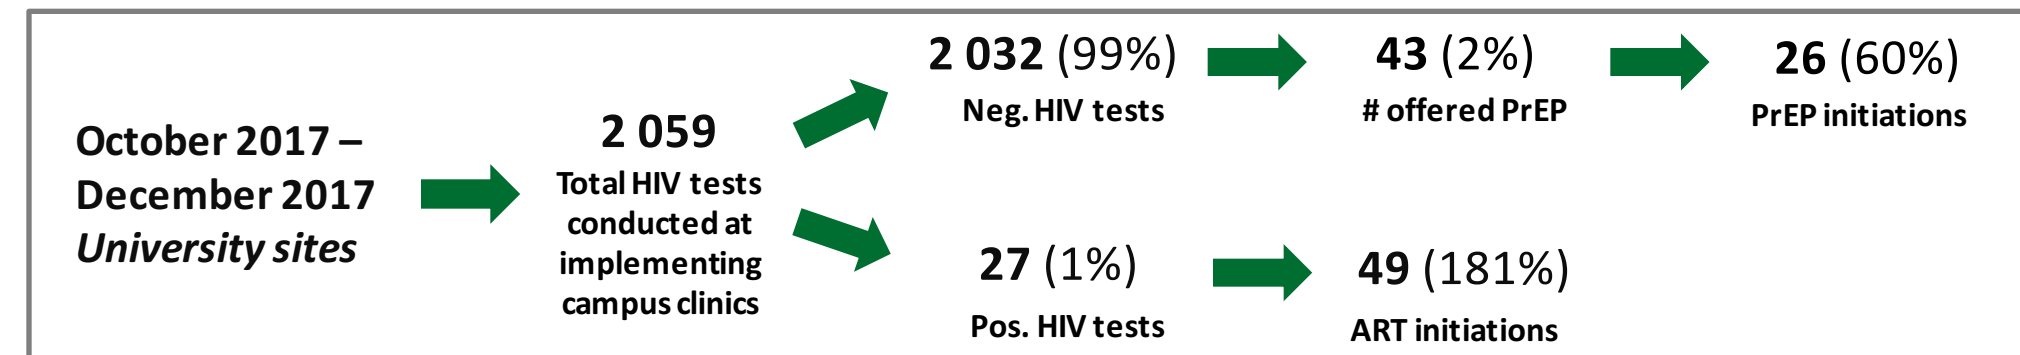 October 2017 –
December 2017
University sites
2 059
Total HIV tests
conducted at
implementing
campus clinics
2 032 (99%)
Neg. HIV tests
43 (2%)
# offered PrEP
26 (60%)
PrEP initiations
27 (1%)
Pos. HIV tests
49 (181%)
ART initiations